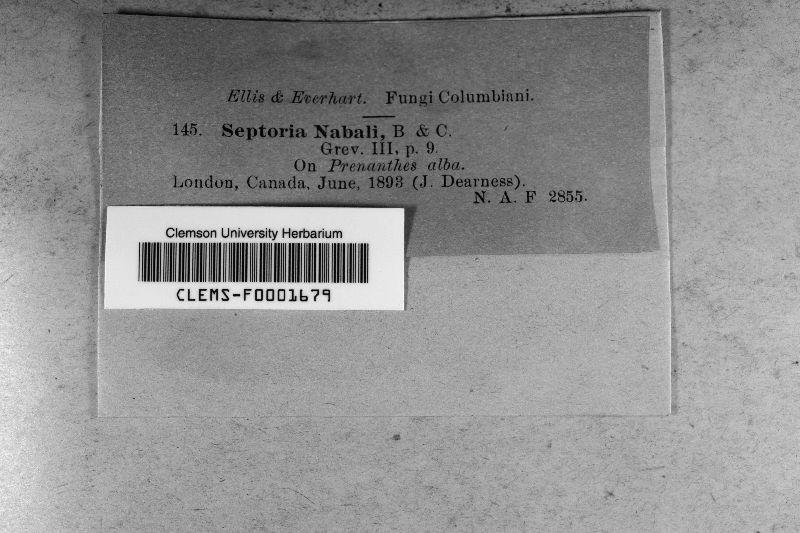 Ellis & Everhart. Fungi Columbiani.
145. Septoria Nabali, B & C.
Grev. III, p. 9.
On Prenanthes alba.
London, Canada, June, 1893 (J. Dearness).
N. A. F 2855.
Clemson University Herbarium
CLEMS-F0001679